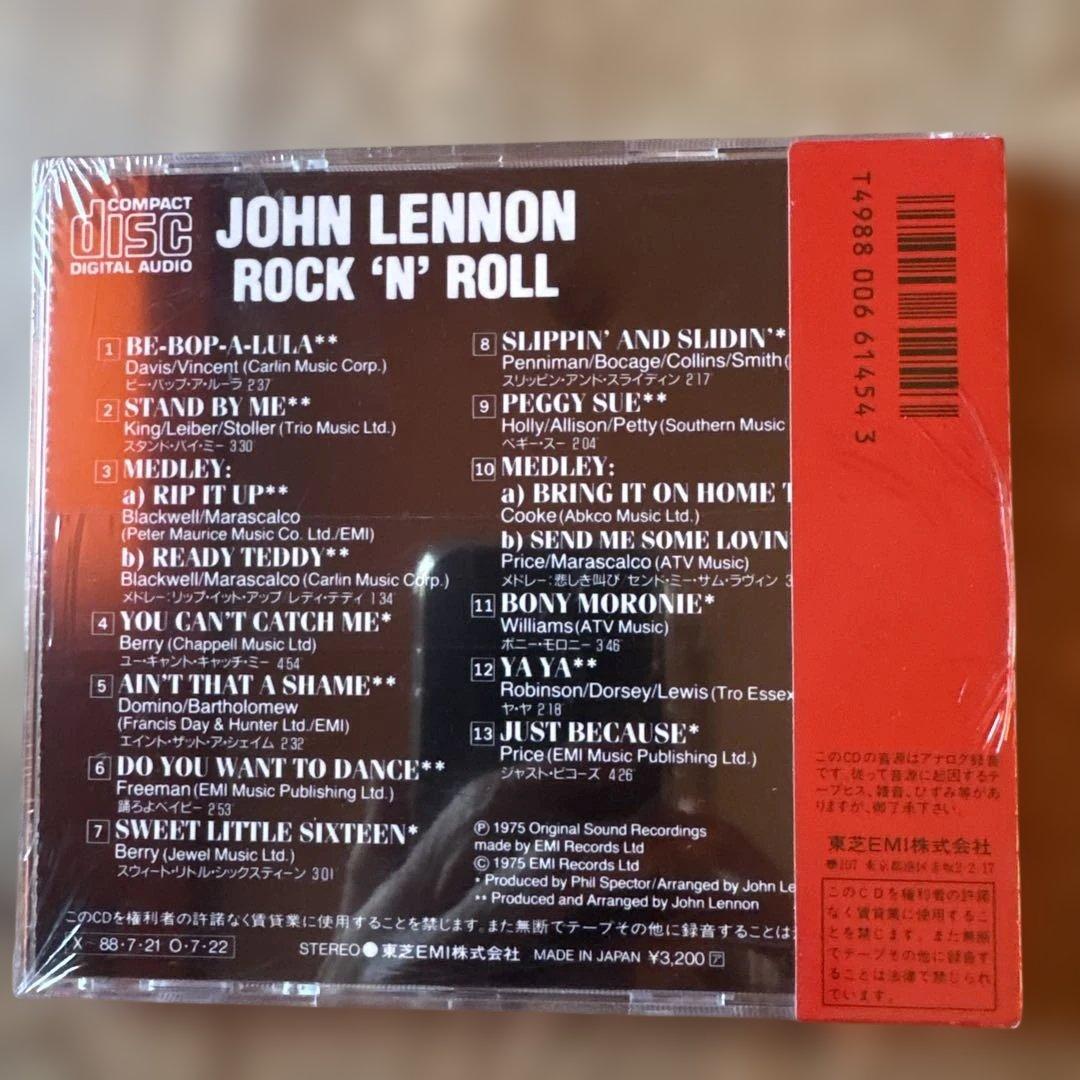 COMPACT
disc
DIGITAL AUDIO
JOHN LENNON
ROCK 'N' ROLL
1 BE-BOP-A-LULA**
Davis/Vincent (Carlin Music Corp.)
ビー・バップ・ア・ルーラ 2'37
2 STAND BY ME**
King/Leiber/Stoller (Trio Music Ltd.)
スタンド・バイ・ミー 3'30
3 MEDLEY:
a) RIP IT UP**
Blackwell/Marascalco
(Peter Maurice Music Co. Ltd./EMI)
b) READY TEDDY**
Blackwell/Marascalco (Carlin Music Corp.)
メドレー:リップ・イット・アップ/レディ・テディ 1'34
4 YOU CAN'T CATCH ME*
Berry (Chappell Music Ltd)
ユー・キャント・キャッチ・ミー 4'54
5 AIN'T THAT A SHAME**
Domino/Bartholomew
(Francis Day & Hunter Ltd./EMI)
エイント・ザット・ア・シェイム 2'32
6 DO YOU WANT TO DANCE**
Freeman (EMI Music Publishing Ltd.)
踊ろよベイビー 2'53
7 SWEET LITTLE SIXTEEN*
Berry (Jewel Music Ltd.)
スウィート・リトル・シックスティーン 3'01
8 SLIPPIN' AND SLIDIN'*
Penniman/Bocage/Collins/Smith (
スリッピン・アンド・スライディン 2'17
9 PEGGY SUE**
Holly/Allison/Petty (Southern Music
ペギー・スー 2'04
10 MEDLEY:
a) BRING IT ON HOME T
Cooke (Abkco Music Ltd.)
b) SEND ME SOME LOVIN
Price/Marascalco (ATV Music)
メドレー:悲しき叫び/センド・ミー・サム・ラヴィン 3
11 BONY MORONIE*
Williams (ATV Music)
ボニー・モロニー 3'46
12 YA YA**
Robinson/Dorsey/Lewis (Tro Essex
ヤ・ヤ 2'18
13 JUST BECAUSE*
Price (EMI Music Publishing Ltd.)
ジャスト・ビコーズ 4'26
Ⓟ 1975 Original Sound Recordings
made by EMI Records Ltd
© 1975 EMI Records Ltd
* Produced by Phil Spector/Arranged by John Le
** Produced and Arranged by John Lennon
このCDを権利者の許諾なく賃貸業に使用することを禁じます。また無断でテープその他に録音することは
X-88・7・21 O・7・22
STEREO ● 東芝EMI株式会社 MADE IN JAPAN ¥3,200 ア
T4988 006 61454 3
このCDの音源はアナログ録音
です。従って音源に起因するテ
ープヒス、雑音、ひずみ等があ
りますが、御了承下さい。
東芝EMI株式会社
〒107 東京都港区赤坂2-2-17
このCDを権利者の許諾
なく賃貸業に使用するこ
とを禁じます。また無断
でテープその他に録音す
ることは法律で禁じられ
ています。